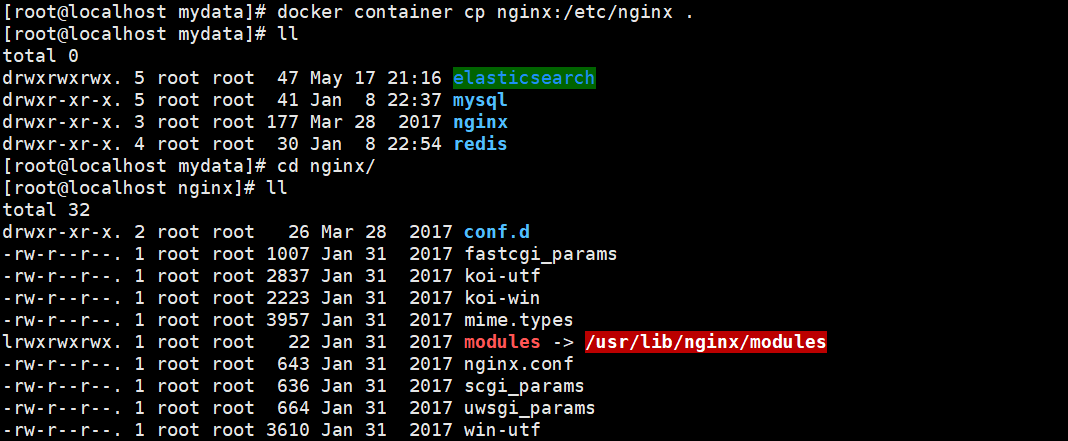 [root@localhost mydata]# docker container cp nginx:/etc/nginx .
[root@localhost mydata]# ll
total 0
drwxrwxrwx. 5 root root  47 May 17 21:16 elasticsearch
drwxr-xr-x. 5 root root  41 Jan  8 22:37 mysql
drwxr-xr-x. 3 root root 177 Mar 28  2017 nginx
drwxr-xr-x. 4 root root  30 Jan  8 22:54 redis
[root@localhost mydata]# cd nginx/
[root@localhost nginx]# ll
total 32
drwxr-xr-x. 2 root root   26 Mar 28  2017 conf.d
-rw-r--r--. 1 root root 1007 Jan 31  2017 fastcgi_params
-rw-r--r--. 1 root root 2837 Jan 31  2017 koi-utf
-rw-r--r--. 1 root root 2223 Jan 31  2017 koi-win
-rw-r--r--. 1 root root 3957 Jan 31  2017 mime.types
lrwxrwxrwx. 1 root root   22 Jan 31  2017 modules -> /usr/lib/nginx/modules
-rw-r--r--. 1 root root  643 Jan 31  2017 nginx.conf
-rw-r--r--. 1 root root  636 Jan 31  2017 scgi_params
-rw-r--r--. 1 root root  664 Jan 31  2017 uwsgi_params
-rw-r--r--. 1 root root 3610 Jan 31  2017 win-utf